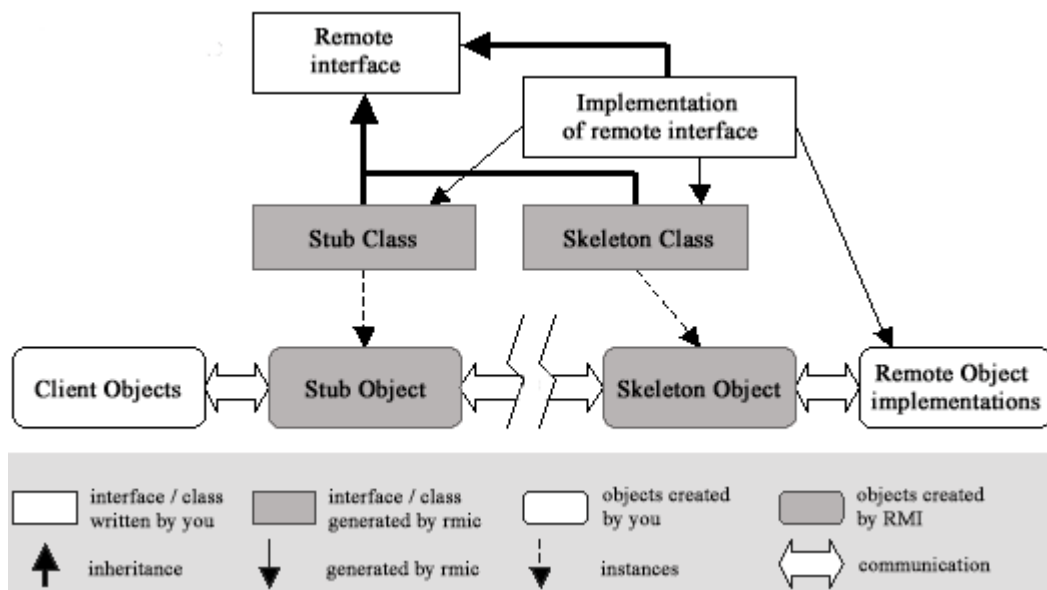 Remote
interface
Implementation
of remote interface
Stub Class
Skeleton Class
Client Objects
Stub Object
Skeleton Object
Remote Object
implementations
interface / class
written by you
interface / class
generated by rmic
objects created
by you
objects created
by RMI
inheritance
generated by rmic
instances
communication